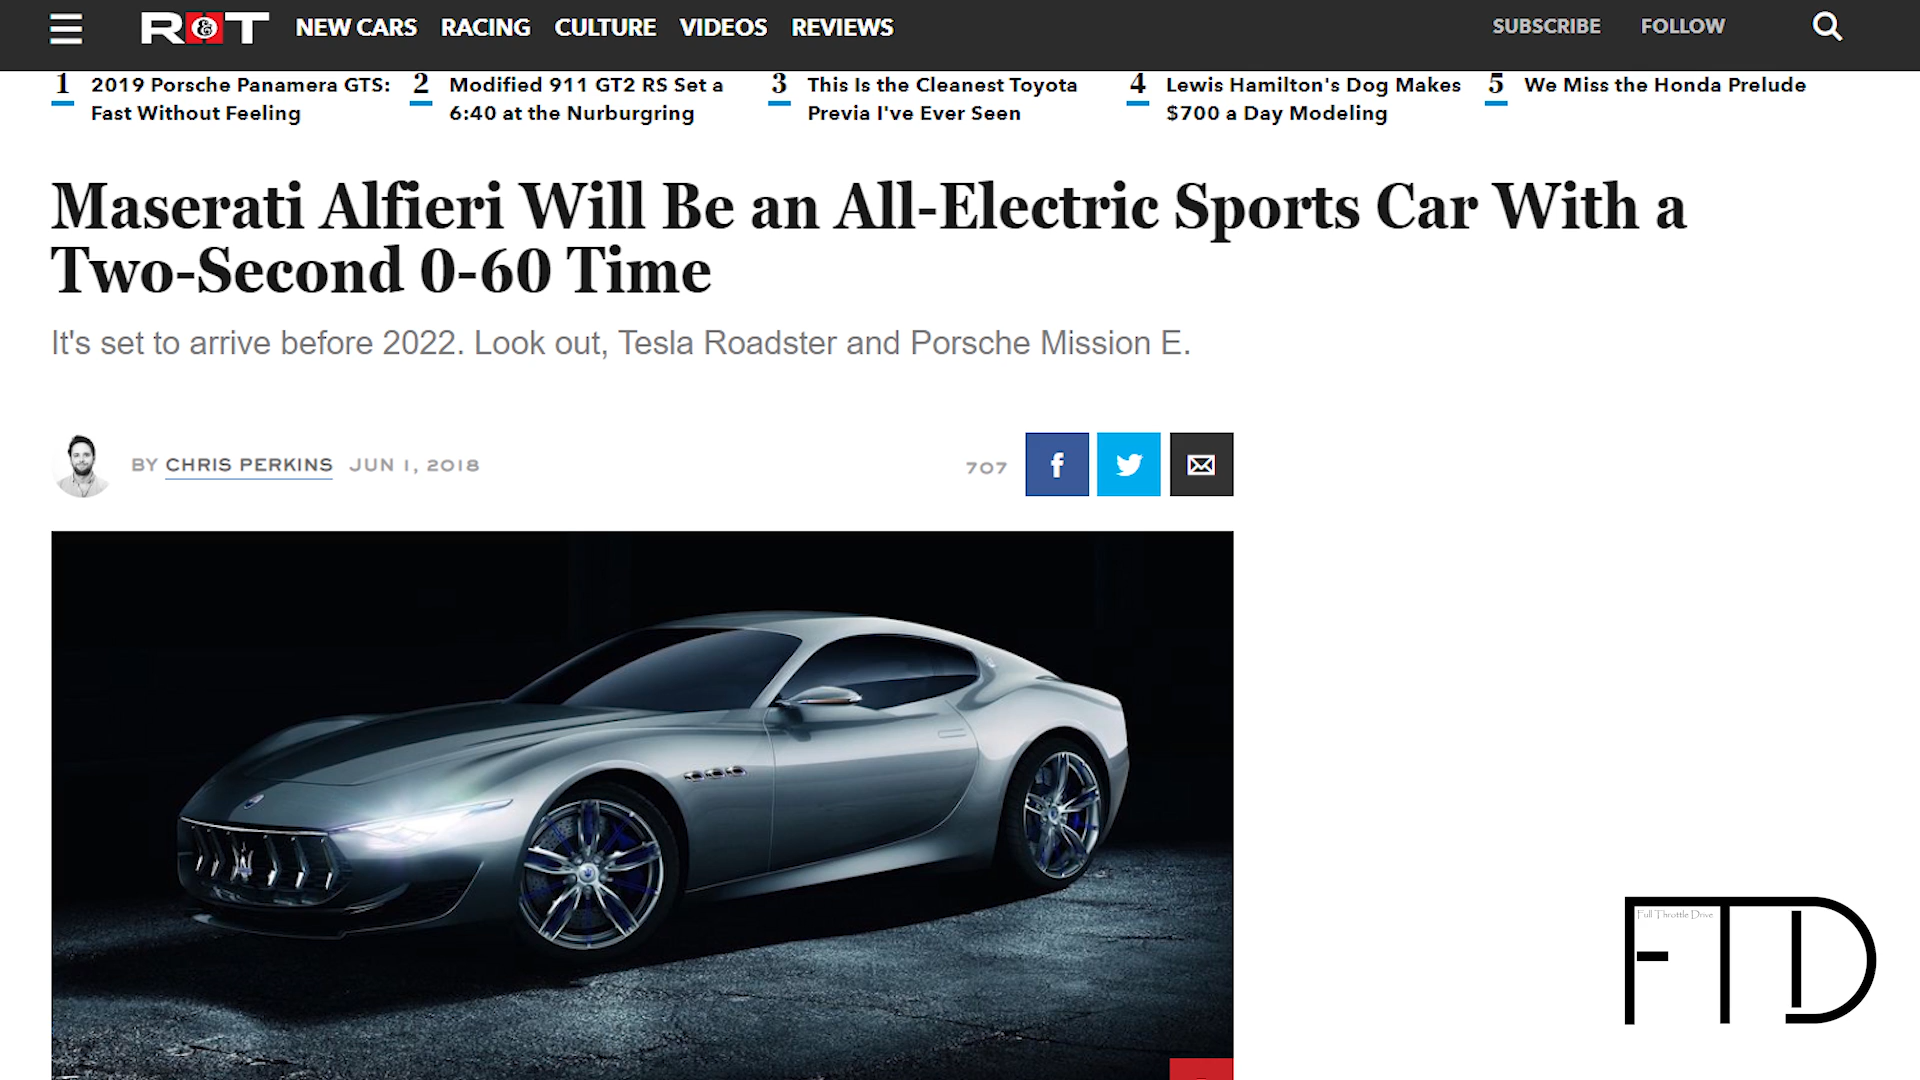 R&T NEW CARS RACING CULTURE VIDEOS REVIEWS SUBSCRIBE FOLLOW
1 2019 Porsche Panamera GTS:
Fast Without Feeling
2 Modified 911 GT2 RS Set a
6:40 at the Nurburgring
3 This Is the Cleanest Toyota
Previa I've Ever Seen
4 Lewis Hamilton's Dog Makes
$700 a Day Modeling
5 We Miss the Honda Prelude
Maserati Alfieri Will Be an All-Electric Sports Car With a
Two-Second 0-60 Time
It's set to arrive before 2022. Look out, Tesla Roadster and Porsche Mission E.
BY CHRIS PERKINS JUN 1, 2018
707
Full Throttle Drive
FTD